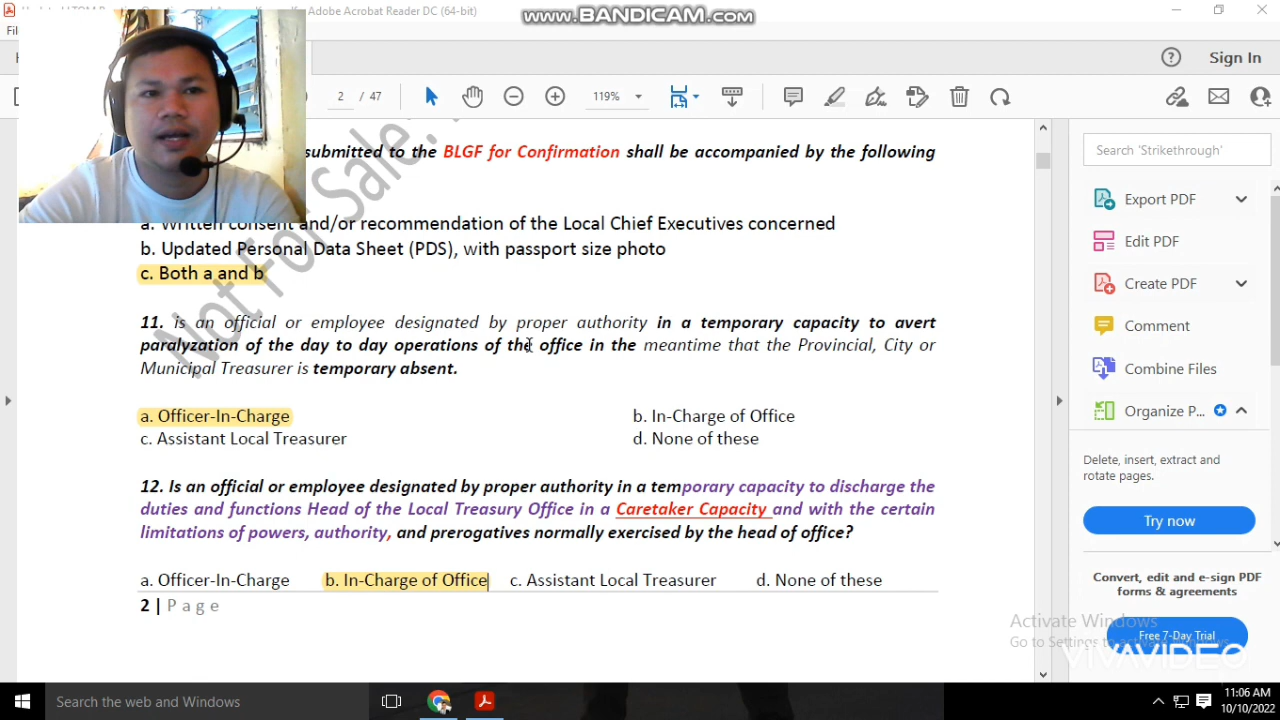 www.BANDICAM.com
Adobe Acrobat Reader DC (64-bit)
Sign In
2 / 47
119%
submitted to the BLGF for Confirmation shall be accompanied by the following
a. Written consent and/or recommendation of the Local Chief Executives concerned
b. Updated Personal Data Sheet (PDS), with passport size photo
c. Both a and b
11. is an official or employee designated by proper authority in a temporary capacity to avert
paralyzation of the day to day operations of the office in the meantime that the Provincial, City or
Municipal Treasurer is temporary absent.
a. Officer-In-Charge b. In-Charge of Office
c. Assistant Local Treasurer d. None of these
12. Is an official or employee designated by proper authority in a temporary capacity to discharge the
duties and functions Head of the Local Treasury Office in a Caretaker Capacity and with the certain
limitations of powers, authority, and prerogatives normally exercised by the head of office?
a. Officer-In-Charge b. In-Charge of Office c. Assistant Local Treasurer d. None of these
2 | Page
Not For Sale,
Search 'Strikethrough'
Export PDF
Edit PDF
Create PDF
Comment
Combine Files
Organize P...
Delete, insert, extract and
rotate pages.
Try now
Convert, edit and e-sign PDF
forms & agreements
Free 7-Day Trial
Activate Windows
Go to Settings to activate Windows.
VIVAVIDEO
Search the web and Windows
11:06 AM
10/10/2022